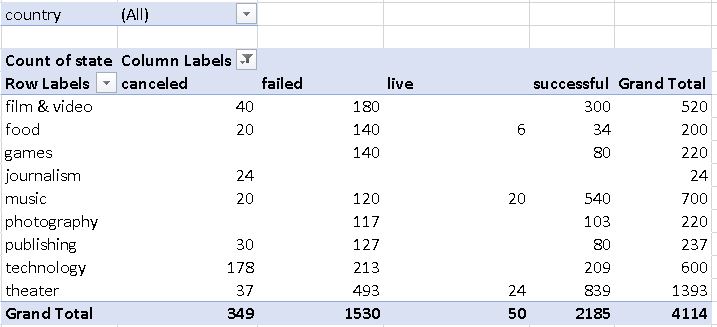 country (All)
Count of state Column Labels
Row Labels canceled failed live successful Grand Total
film & video 40 180 300 520
food 20 140 6 34 200
games 140 80 220
journalism 24 24
music 20 120 20 540 700
photography 117 103 220
publishing 30 127 80 237
technology 178 213 209 600
theater 37 493 24 839 1393
Grand Total 349 1530 50 2185 4114